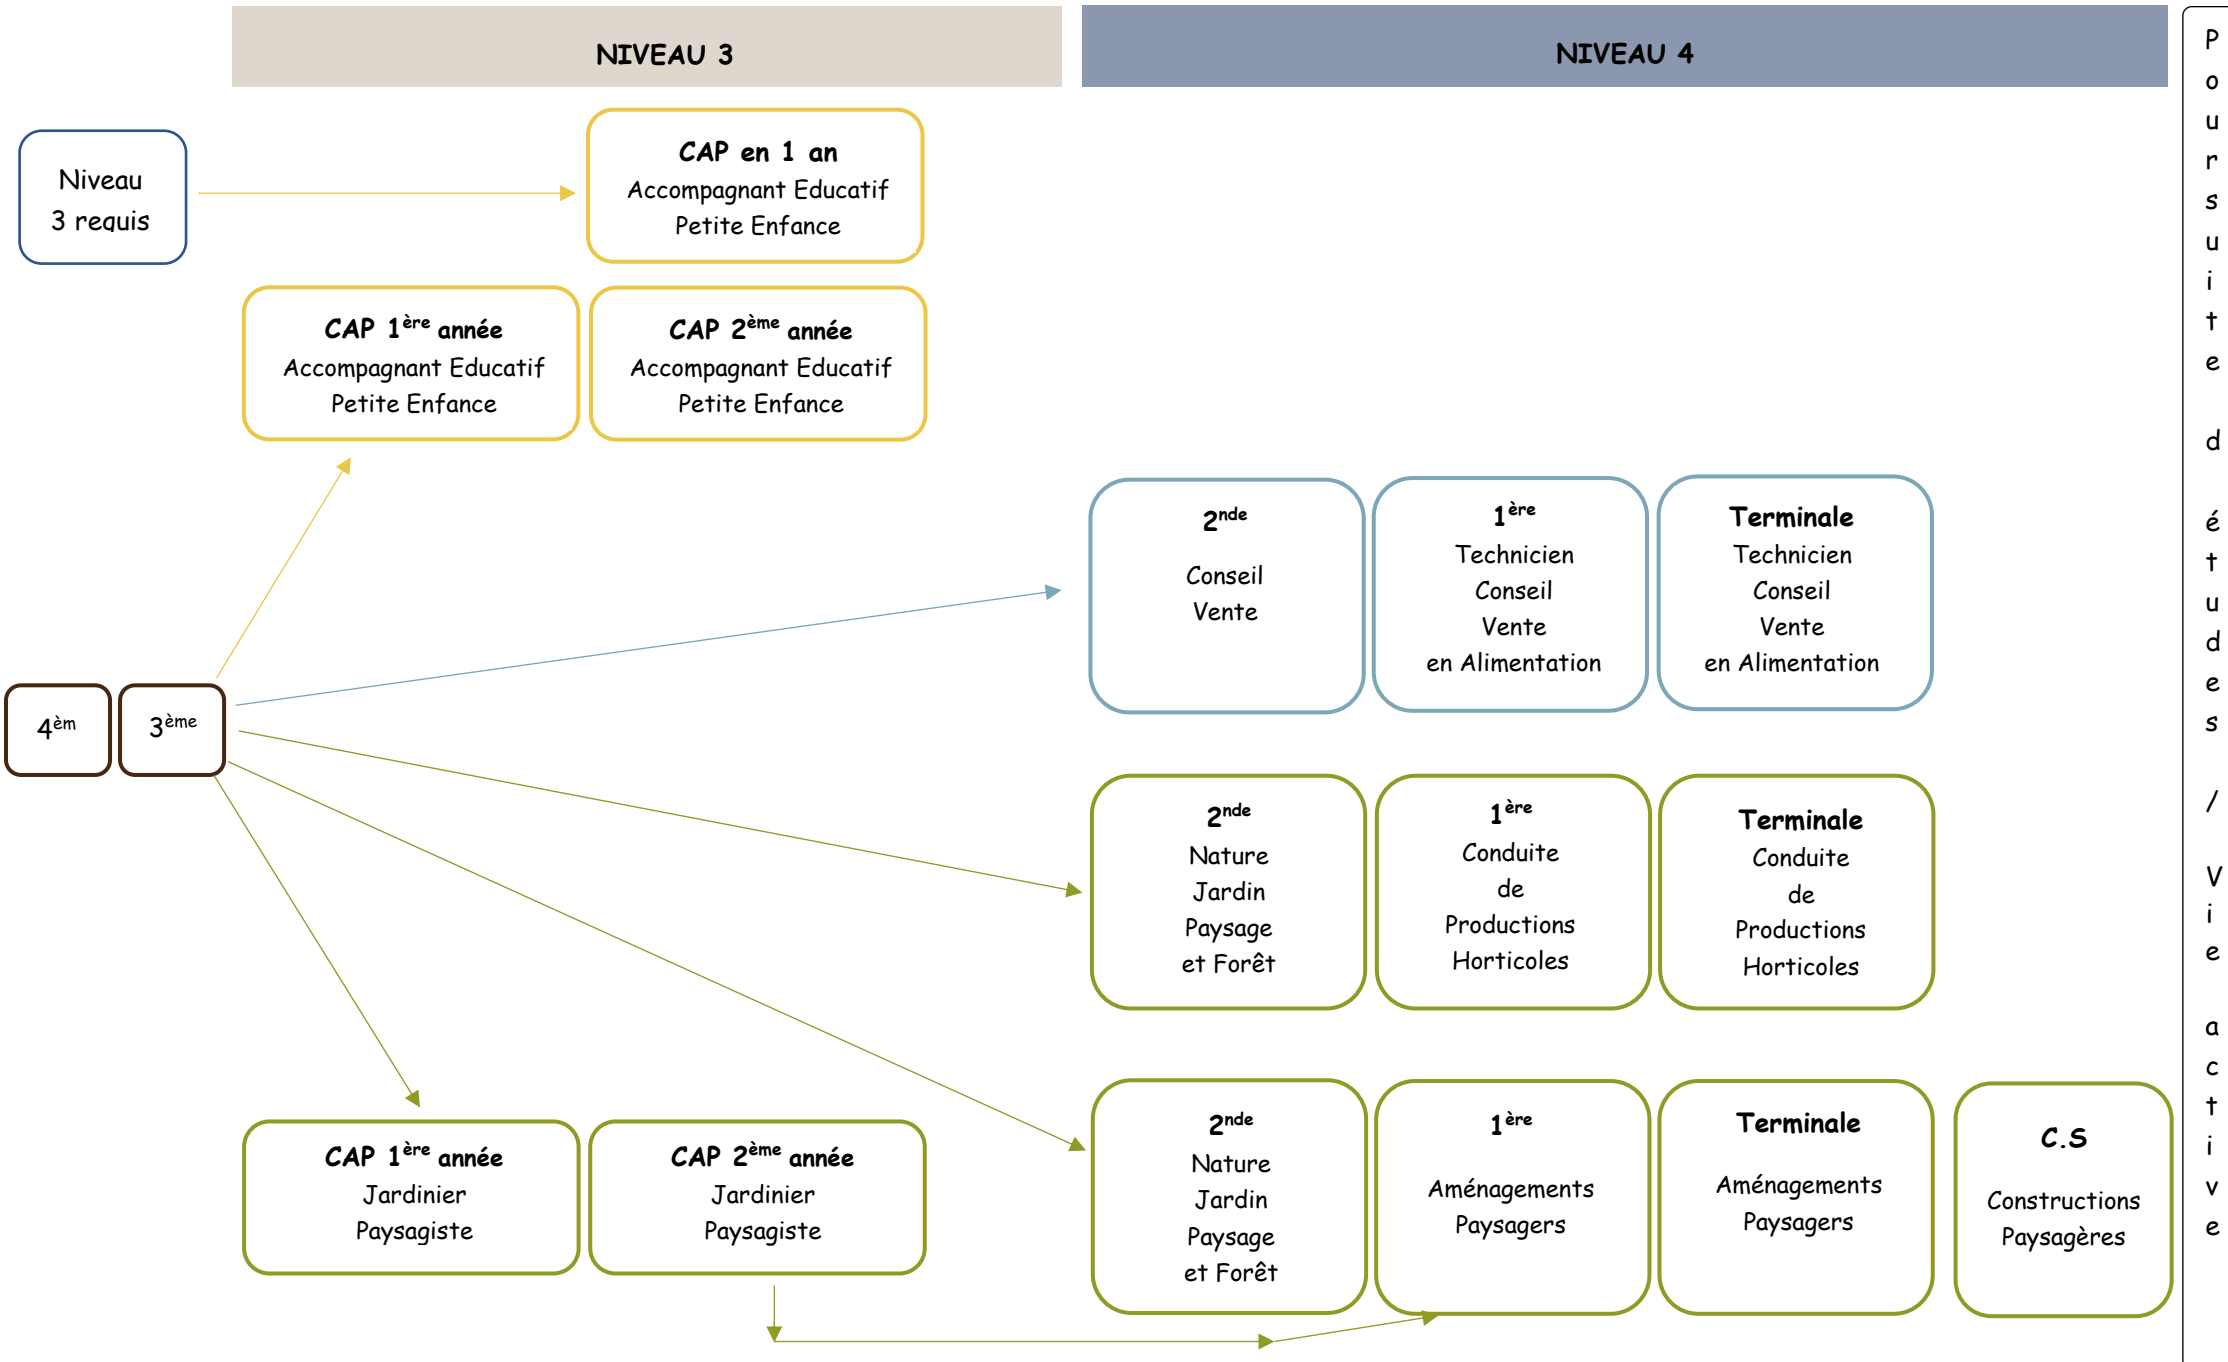 NIVEAU 3
NIVEAU 4
Niveau
3 requis
CAP en 1 an
Accompagnant Educatif
Petite Enfance
CAP 1ère année
Accompagnant Educatif
Petite Enfance
CAP 2ème année
Accompagnant Educatif
Petite Enfance
4èm
3ème
2nde
Conseil
Vente
1ère
Technicien
Conseil
Vente
en Alimentation
Terminale
Technicien
Conseil
Vente
en Alimentation
2nde
Nature
Jardin
Paysage
et Forêt
1ère
Conduite
de
Productions
Horticoles
Terminale
Conduite
de
Productions
Horticoles
CAP 1ère année
Jardinier
Paysagiste
CAP 2ème année
Jardinier
Paysagiste
2nde
Nature
Jardin
Paysage
et Forêt
1ère
Aménagements
Paysagers
Terminale
Aménagements
Paysagers
C.S
Constructions
Paysagères
Poursuite d études / Vie active